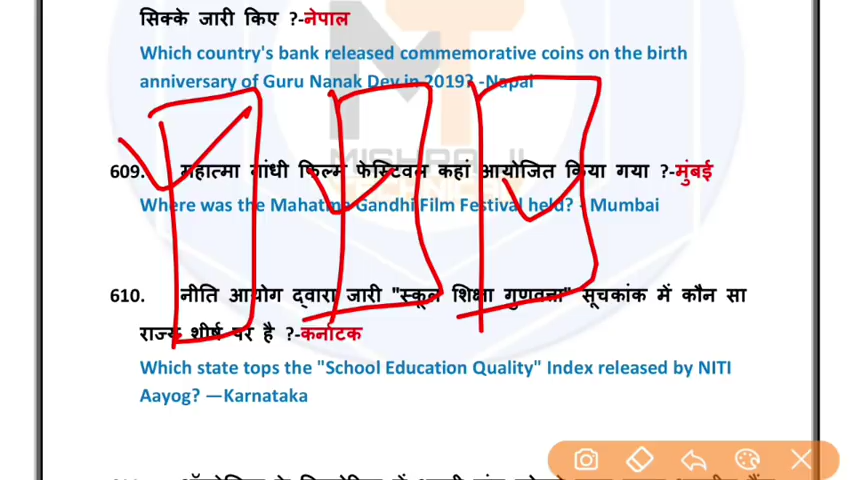 सिक्के जारी किए ?-नेपाल
Which country's bank released commemorative coins on the birth
anniversary of Guru Nanak Dev in 2019? -Napal
609. महात्मा गांधी फिल्म फेस्टिवल कहां आयोजित किया गया ?-मुंबई
Where was the Mahatma Gandhi Film Festival held? - Mumbai
610. नीति आयोग द्वारा जारी "स्कूल शिक्षा गुणवत्ता" सूचकांक में कौन सा
राज्य शीर्ष पर है ?-कर्नाटक
Which state tops the "School Education Quality" Index released by NITI
Aayog? —Karnataka